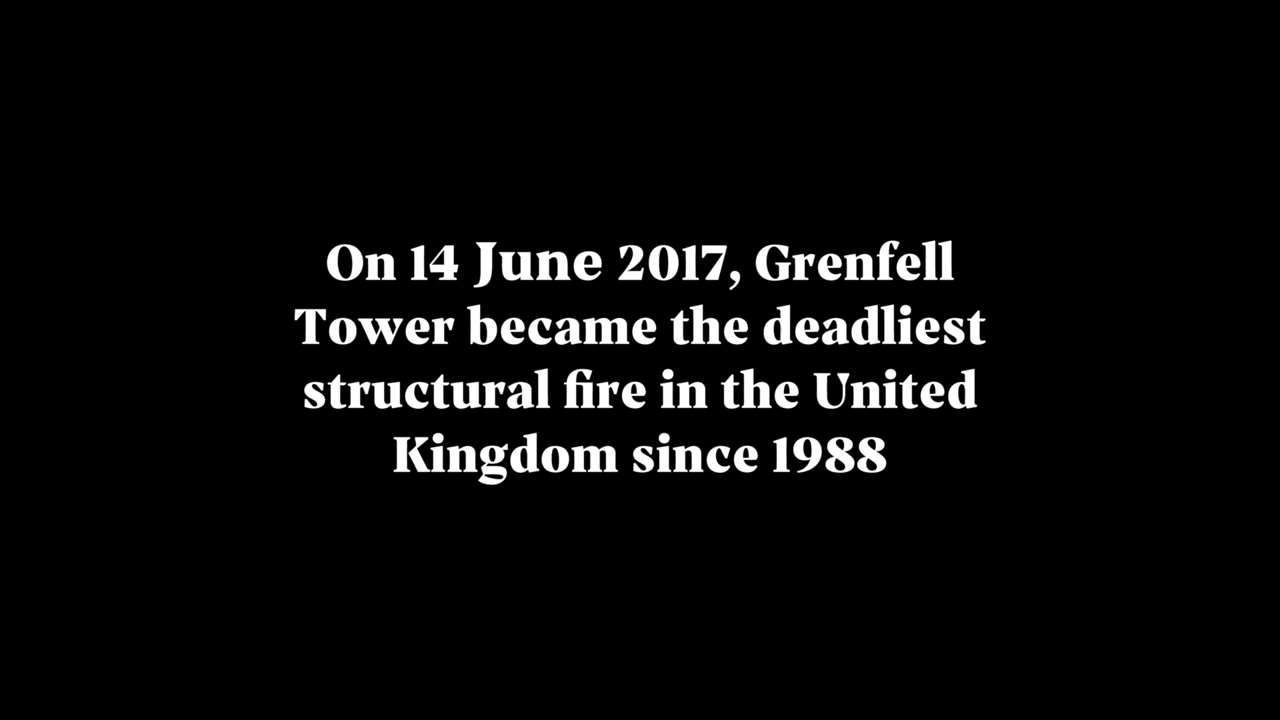 On 14 June 2017, Grenfell
Tower became the deadliest
structural fire in the United
Kingdom since 1988